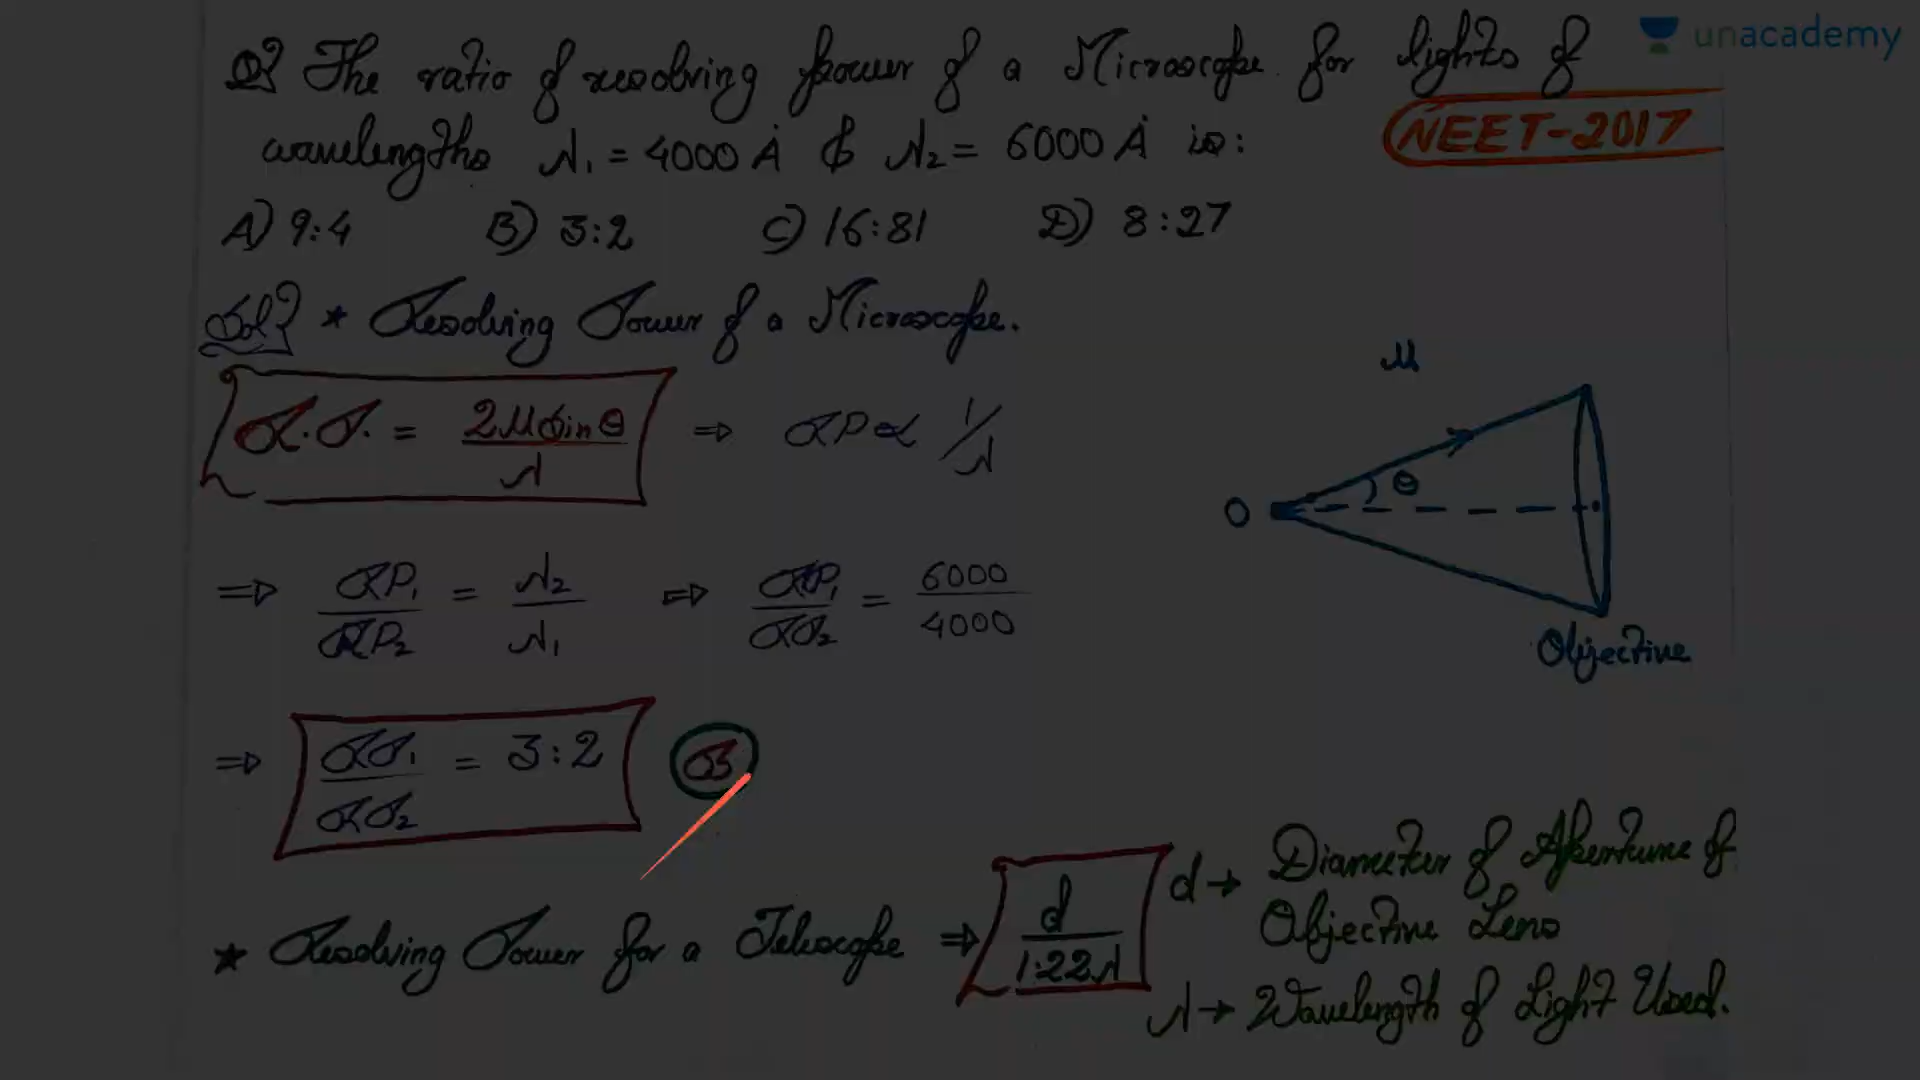 unacademy
Q? The ratio of resolving power of a Microscope for lights of
wavelengths λ₁ = 4000 Å & λ₂ = 6000 Å is:
NEET-2017
A) 9:4 B) 3:2 C) 16:81 D) 8:27
Sol? * Resolving Power of a Microscope.
R.P. = 2μsinθ / λ ⇒ RP ∝ 1/λ
μ
θ
O
Objective
⇒ RP₁ / RP₂ = λ₂ / λ₁ ⇒ RP₁ / RP₂ = 6000 / 4000
⇒ RP₁ / RP₂ = 3:2 B
* Resolving Power for a Telescope ⇒ d / 1.22λ
d → Diameter of Aperture of
Objective Lens
λ → Wavelength of Light Used.